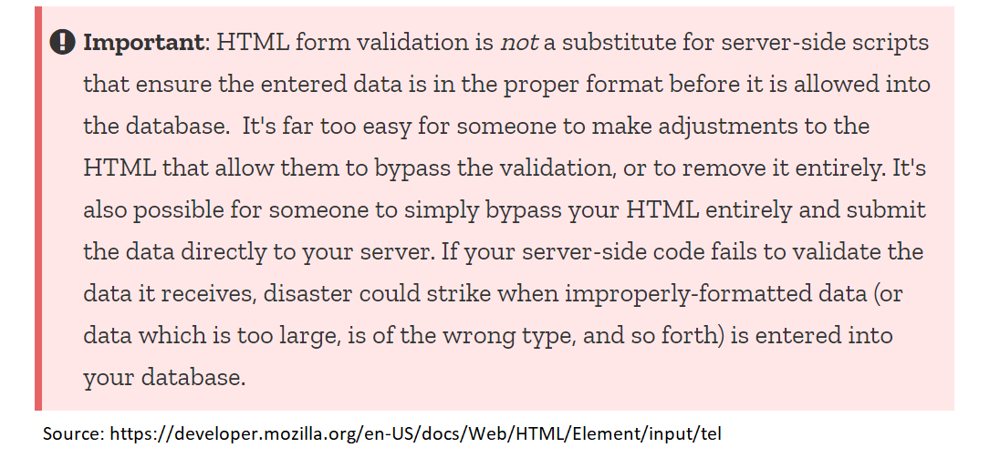 Important: HTML form validation is not a substitute for server-side scripts
that ensure the entered data is in the proper format before it is allowed into
the database.  It's far too easy for someone to make adjustments to the
HTML that allow them to bypass the validation, or to remove it entirely. It's
also possible for someone to simply bypass your HTML entirely and submit
the data directly to your server. If your server-side code fails to validate the
data it receives, disaster could strike when improperly-formatted data (or
data which is too large, is of the wrong type, and so forth) is entered into
your database.
Source: https://developer.mozilla.org/en-US/docs/Web/HTML/Element/input/tel